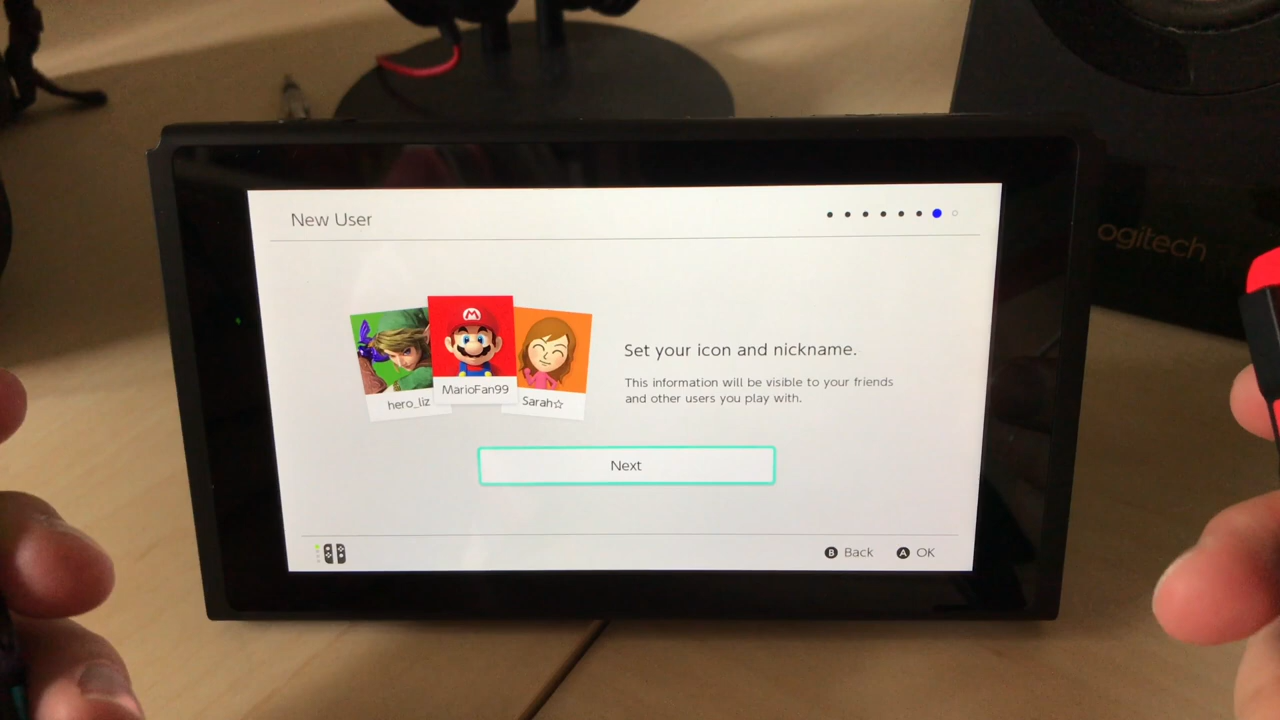 New User
ogitech
hero_liz
MarioFan99
Sarah☆
Set your icon and nickname.
This information will be visible to your friends
and other users you play with.
Next
B Back
A OK